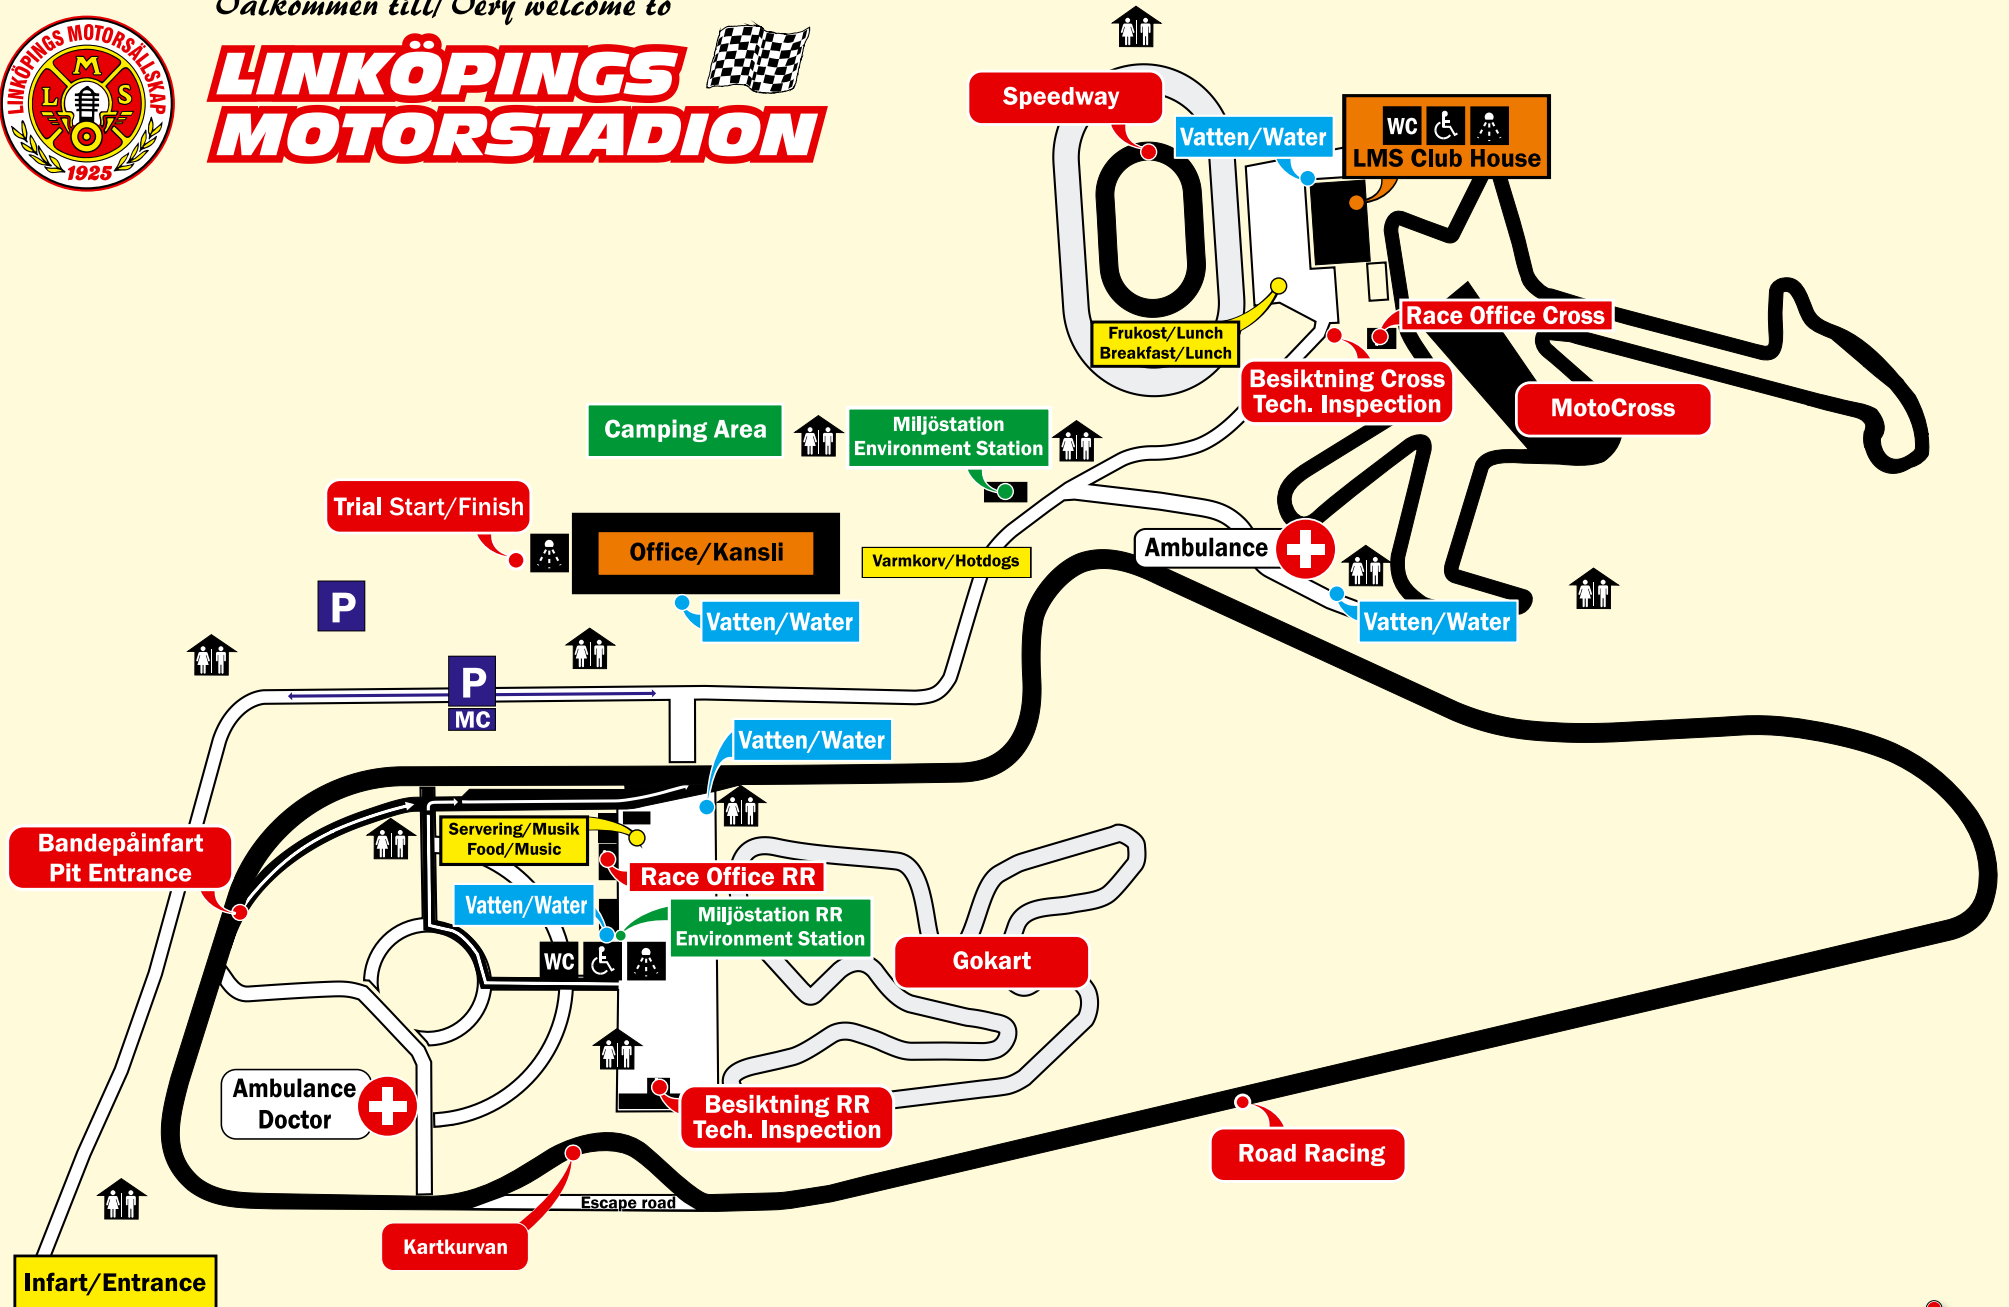 Välkommen till/ Very welcome to
LINKÖPINGS
MOTORSTADION
LINKÖPINGS MOTORSÄLLSKAP
M
L S
1925
Speedway
Vatten/Water
WC
LMS Club House
Frukost/Lunch
Breakfast/Lunch
Race Office Cross
Besiktning Cross
Tech. Inspection
MotoCross
Camping Area
Miljöstation
Environment Station
Trial Start/Finish
Office/Kansli
Varmkorv/Hotdogs
Ambulance
Vatten/Water
Vatten/Water
P
P
MC
Vatten/Water
Bandepåinfart
Pit Entrance
Servering/Musik
Food/Music
Race Office RR
Vatten/Water
Miljöstation RR
Environment Station
WC
Gokart
Ambulance
Doctor
Besiktning RR
Tech. Inspection
Road Racing
Escape road
Kartkurvan
Infart/Entrance